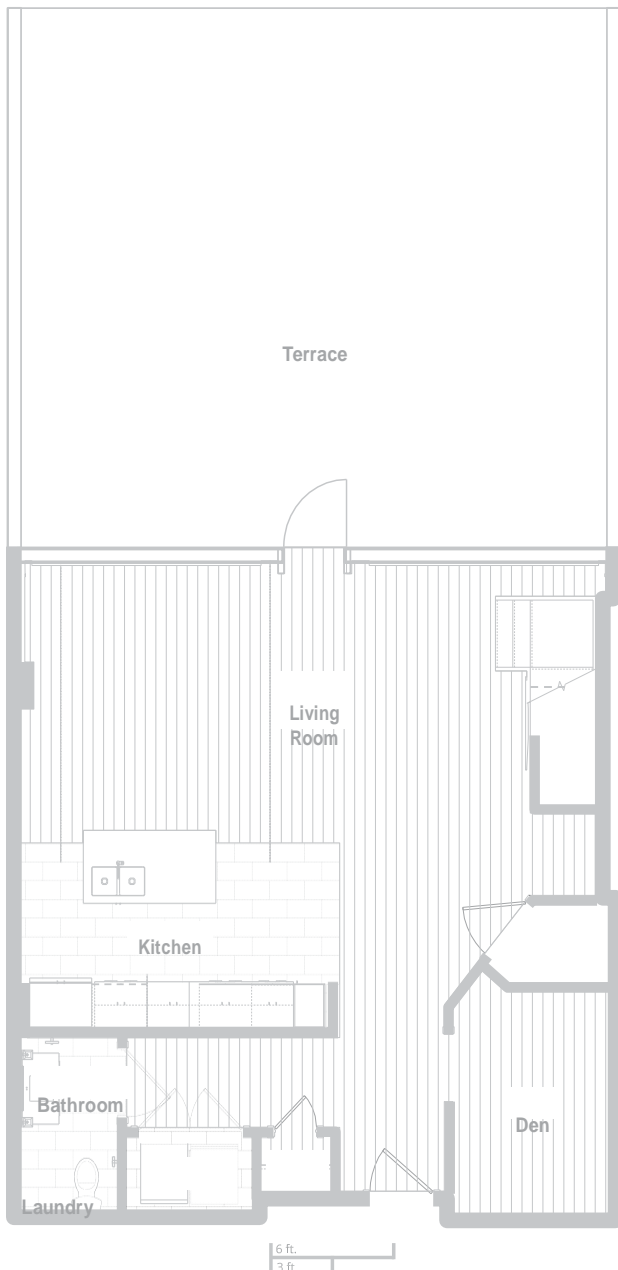 Terrace
Living
Room
Kitchen
Bathroom
Den
Laundry
6 ft.
3 ft.